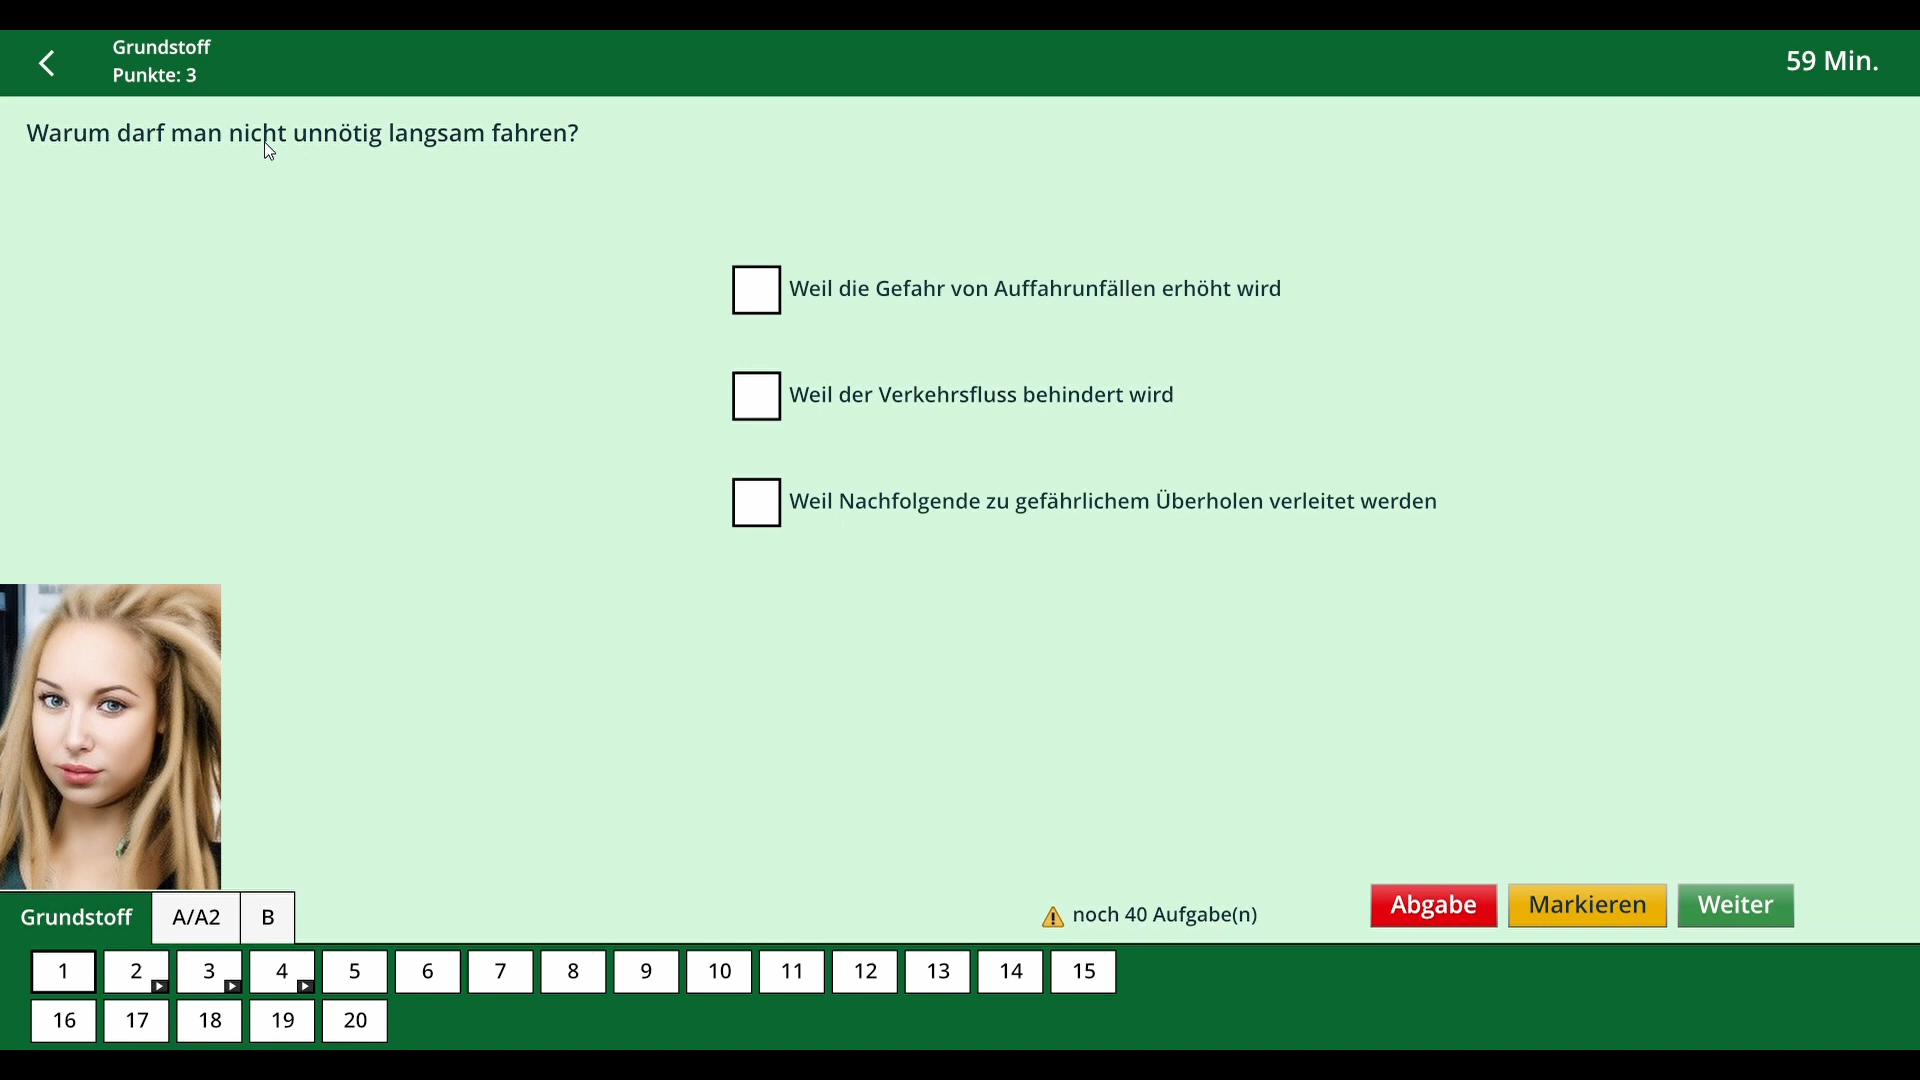 Grundstoff
Punkte: 3
59 Min.
Warum darf man nicht unnötig langsam fahren?
Weil die Gefahr von Auffahrunfällen erhöht wird
Weil der Verkehrsfluss behindert wird
Weil Nachfolgende zu gefährlichem Überholen verleitet werden
Grundstoff A/A2 B
noch 40 Aufgabe(n)
Abgabe Markieren Weiter
1 2 3 4 5 6 7 8 9 10 11 12 13 14 15
16 17 18 19 20